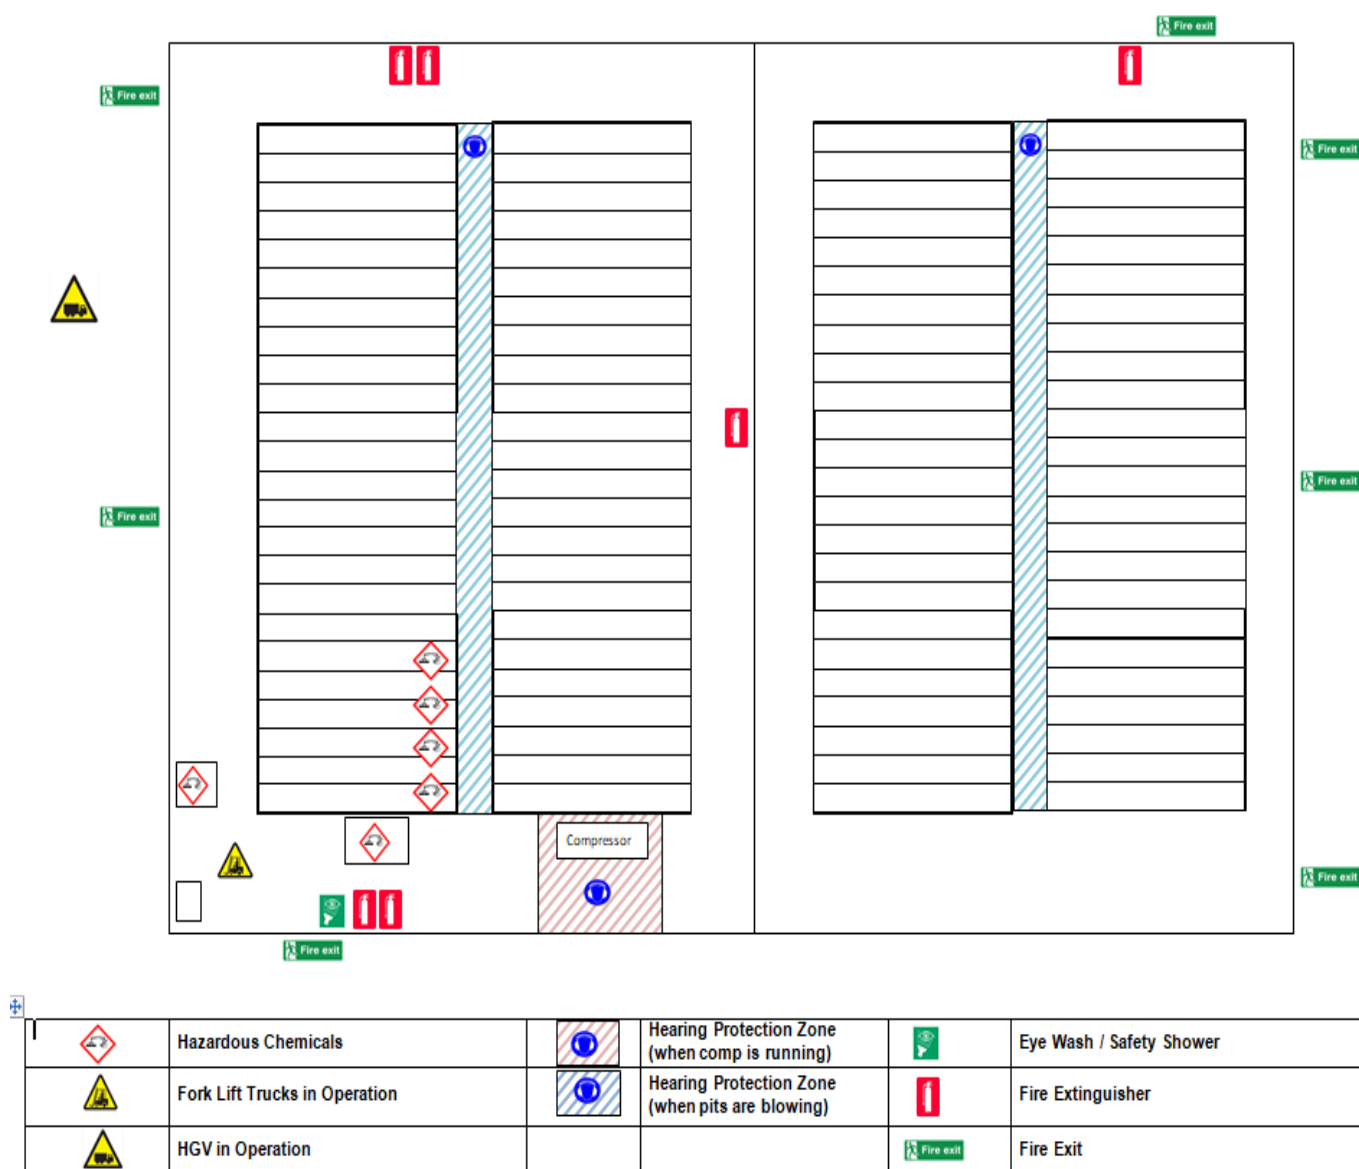 Fire exit
Fire exit
Fire exit
Fire exit
Fire exit
Compressor
Fire exit
Fire exit
Hazardous Chemicals
Hearing Protection Zone
(when comp is running)
Eye Wash / Safety Shower
Fork Lift Trucks in Operation
Hearing Protection Zone
(when pits are blowing)
Fire Extinguisher
HGV in Operation
Fire exit
Fire Exit